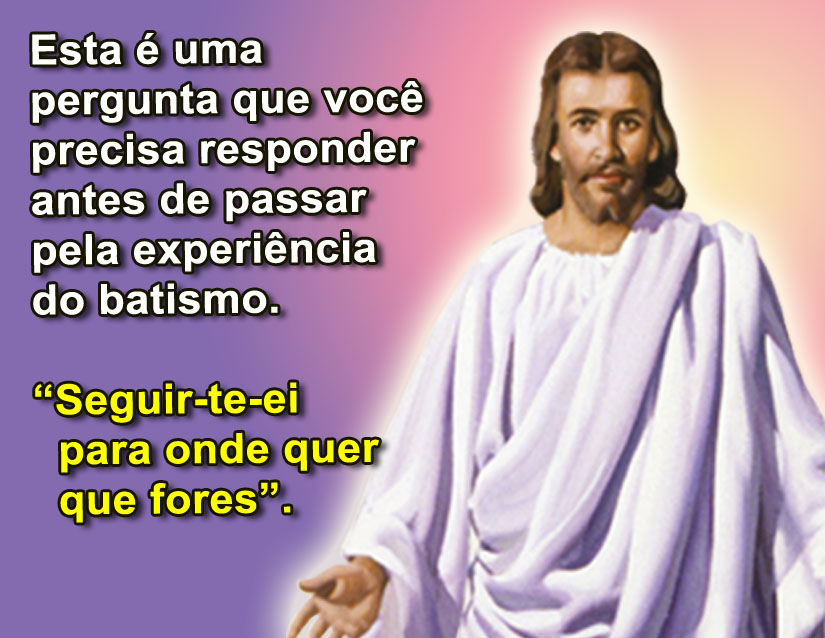 Esta é uma
pergunta que você
precisa responder
antes de passar
pela experiência
do batismo.
“Seguir-te-ei
para onde quer
que fores”.